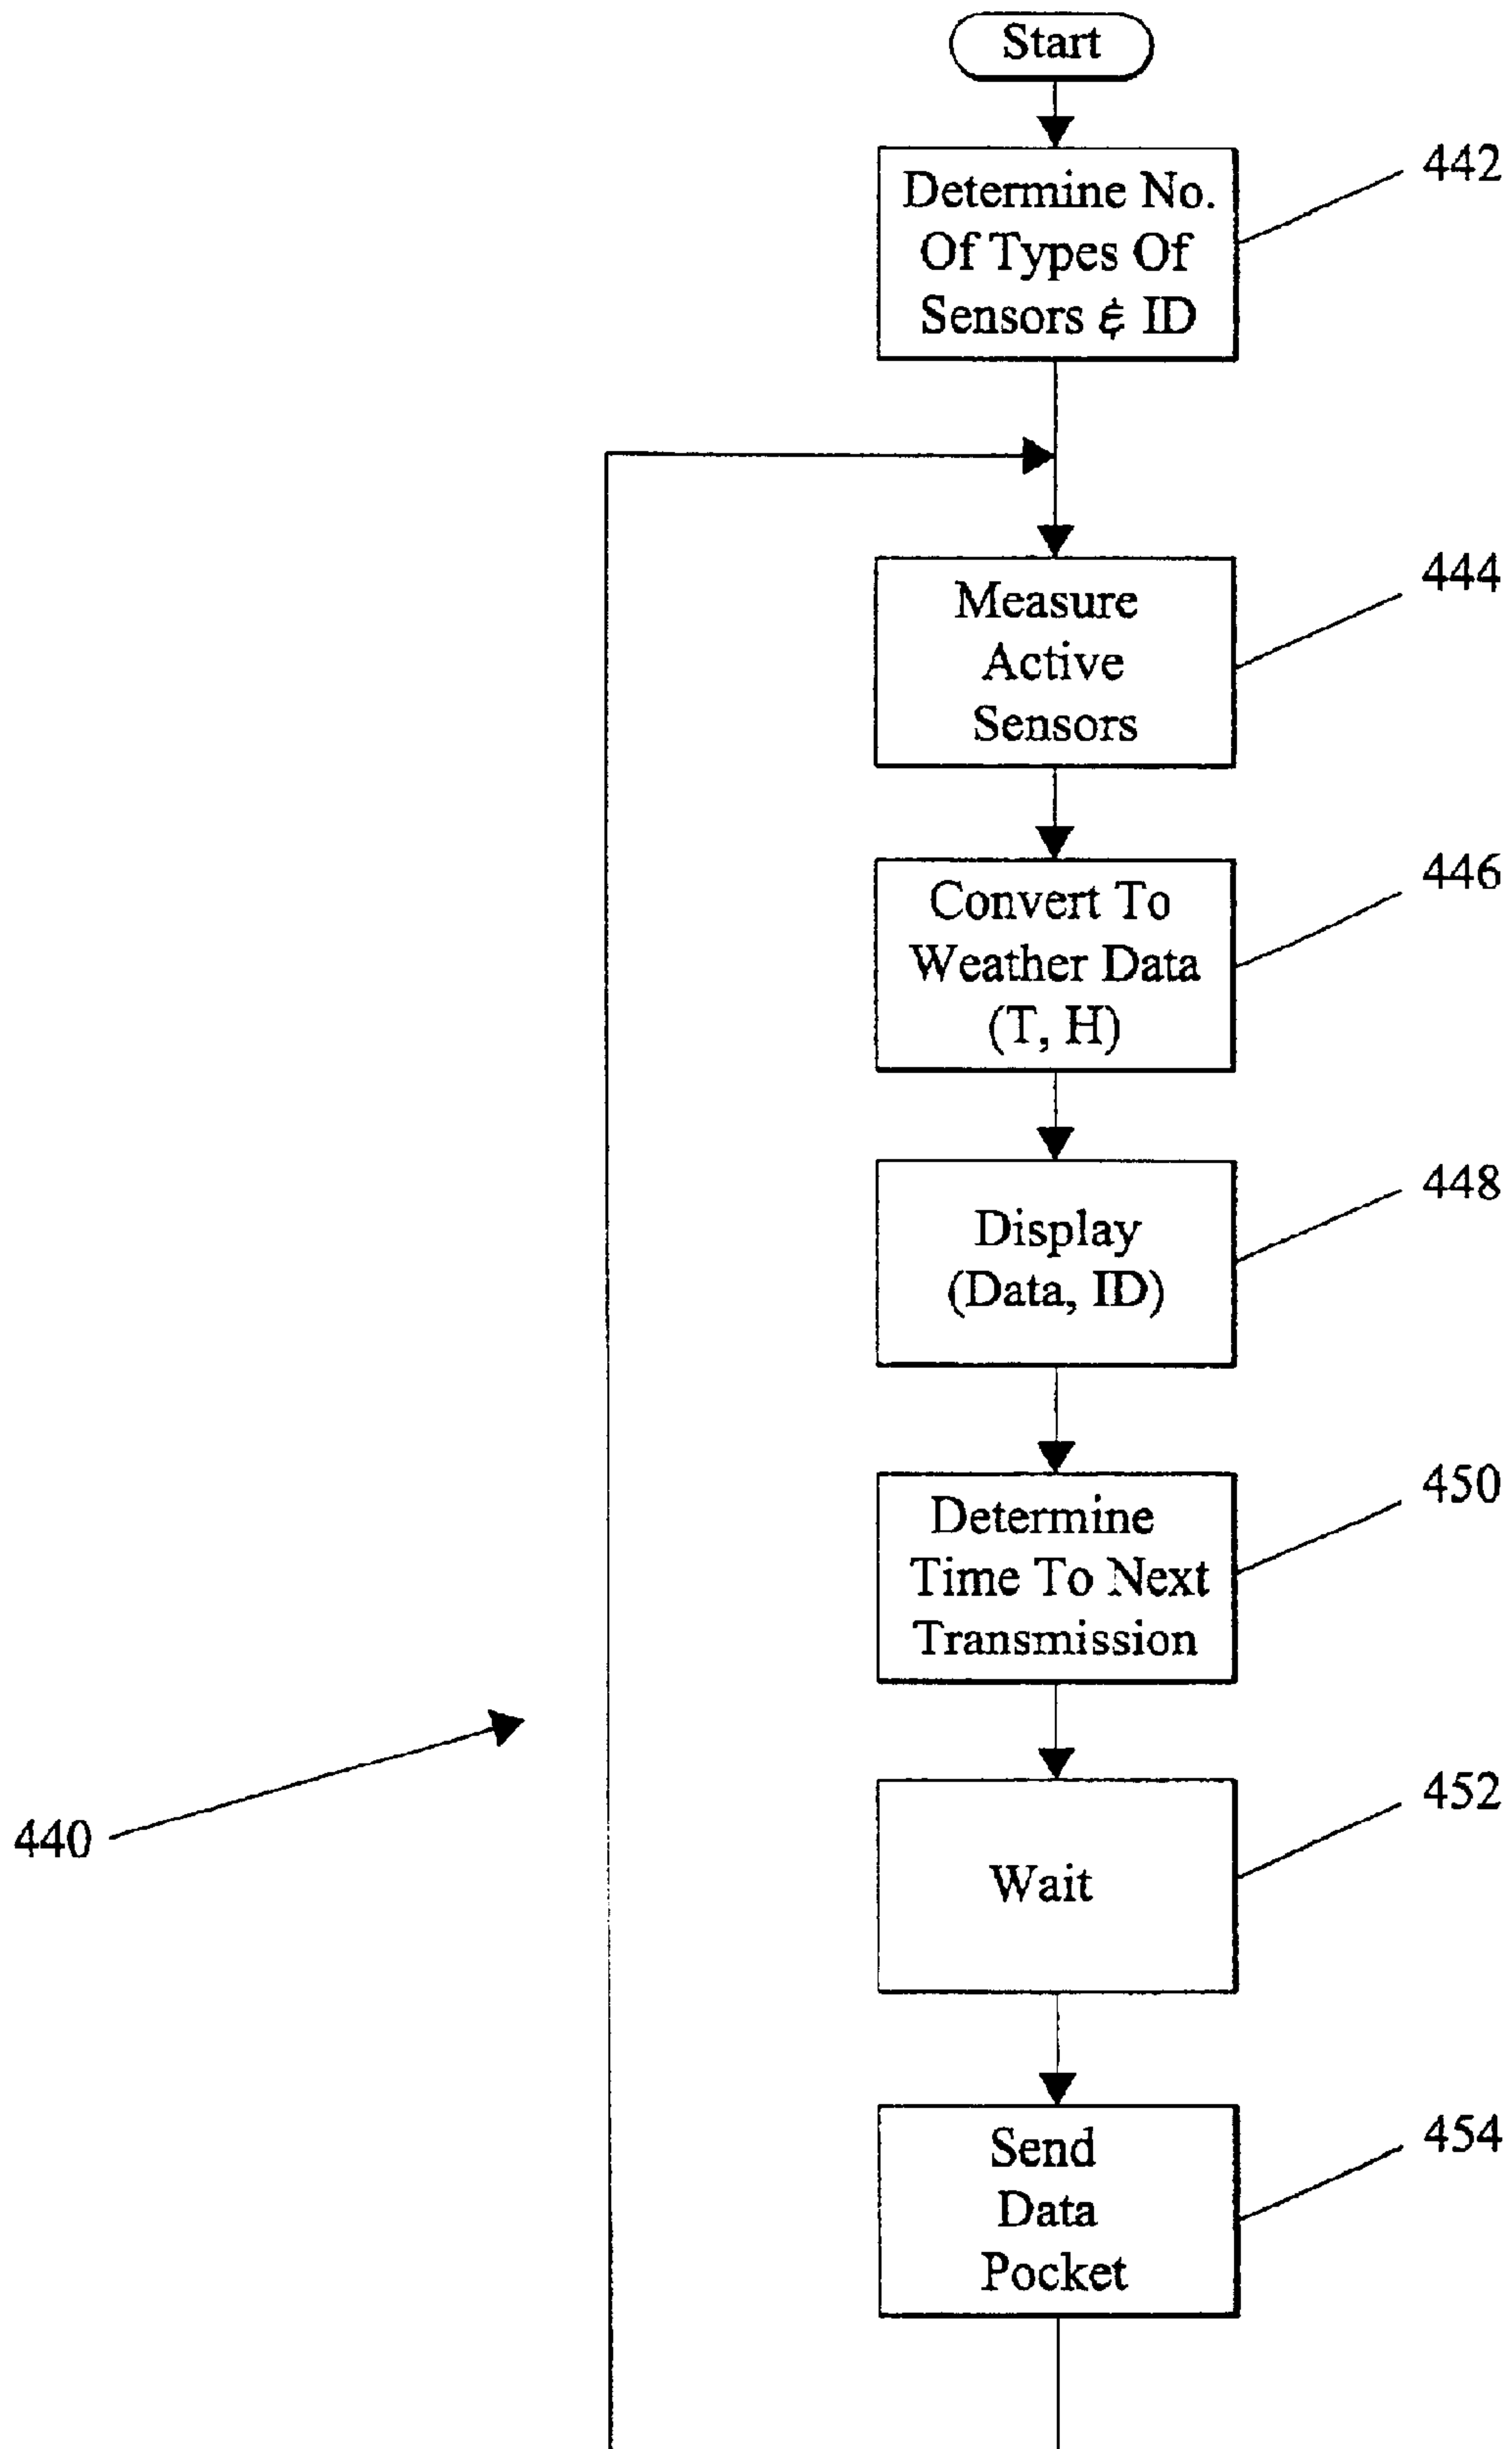 Start
Determine No.
Of Types Of
Sensors & ID
442
Measure
Active
Sensors
444
Convert To
Weather Data
(T, H)
446
Display
(Data, ID)
448
Determine
Time To Next
Transmission
450
440
Wait
452
Send
Data
Pocket
454